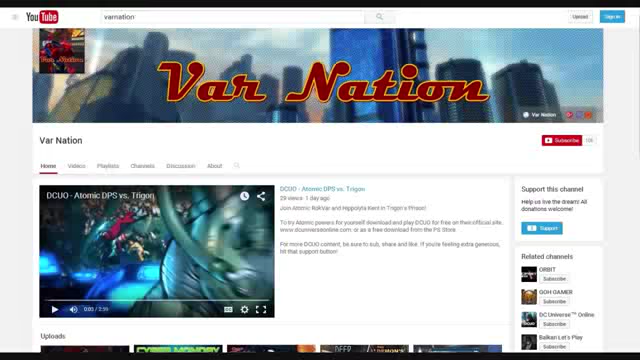 YouTube
varnation
Upload
Sign in
Var Nation
Var Nation
Var Nation
Subscribe
Home
Videos
Playlists
Channels
Discussion
About
DCUO - Atomic DPS vs. Trigon
0:00 / 3:59
DCUO - Atomic DPS vs. Trigon
29 views · 1 day ago
Join Atomic RokVar and Hippolyta Kent in Trigon's Prison!
To try Atomic powers for yourself download and play DCUO for free on their official site, www.dcuniverseonline.com, or as a free download from the PS Store.
For more DCUO content, be sure to sub, share and like. If you're feeling extra generous, hit that support button!
Support this channel
Help us live the dream! All
donations welcome!
Support
Related channels
ORBIT
Subscribe
GOH GAMER
Subscribe
DC Universe™ Online
Subscribe
Balkan Let's Play
Subscribe
Uploads
CYBER MONDAY
DEEP